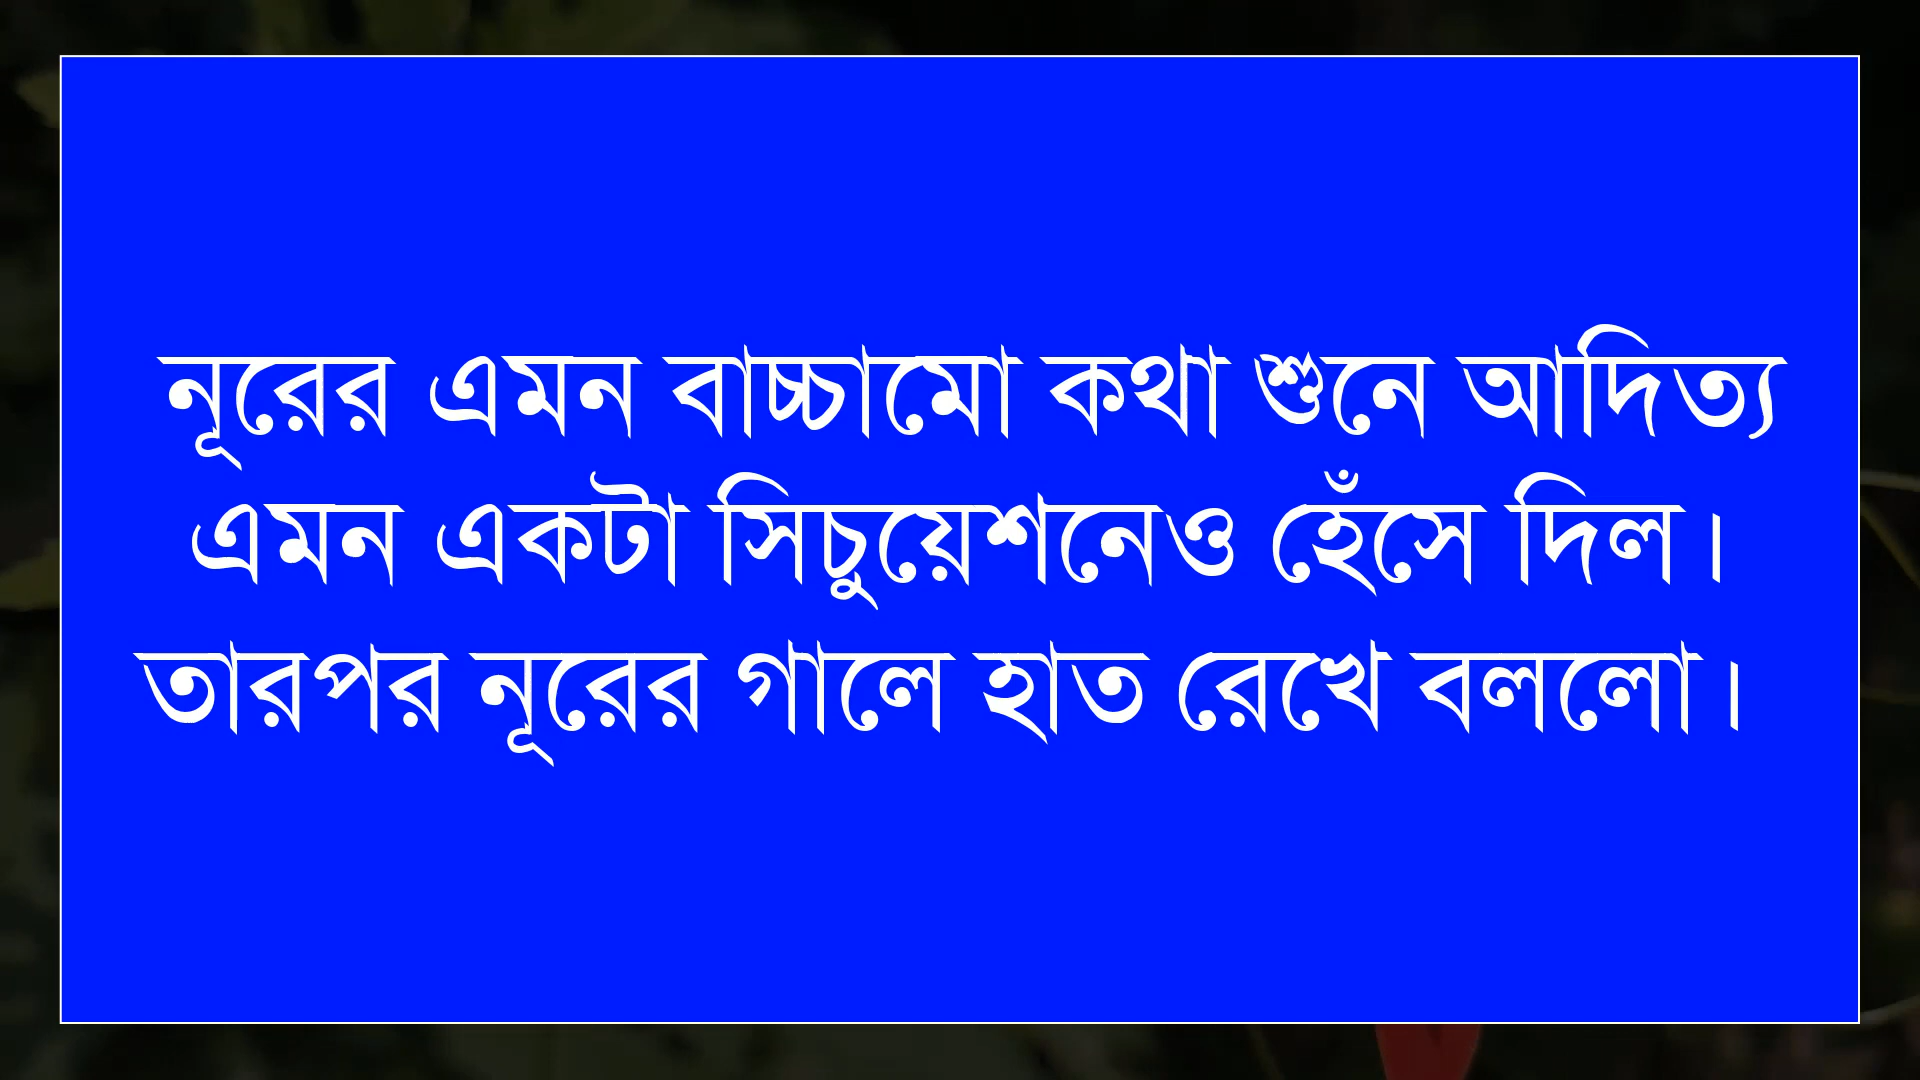 নূরের এমন বাচ্চামো কথা শুনে আদিত্য
এমন একটা সিচুয়েশনেও হেঁসে দিল।
তারপর নূরের গালে হাত রেখে বললো।